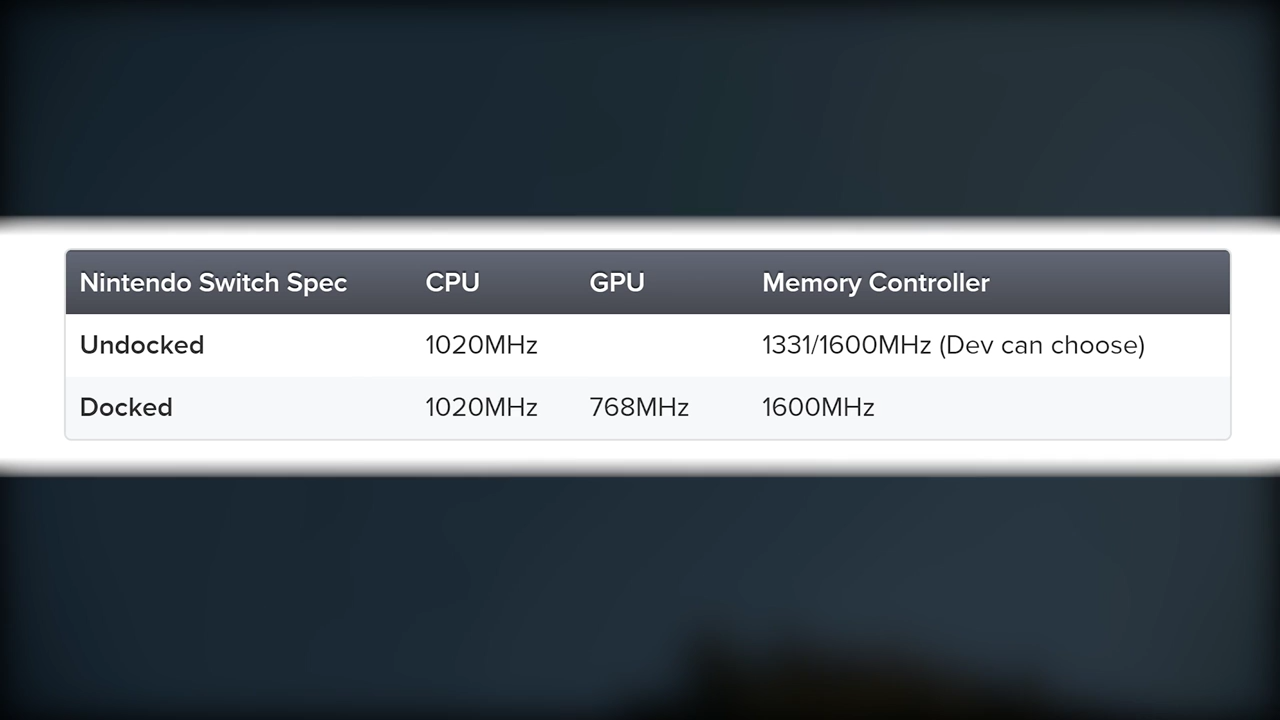 Nintendo Switch Spec CPU GPU Memory Controller
Undocked 1020MHz 1331/1600MHz (Dev can choose)
Docked 1020MHz 768MHz 1600MHz